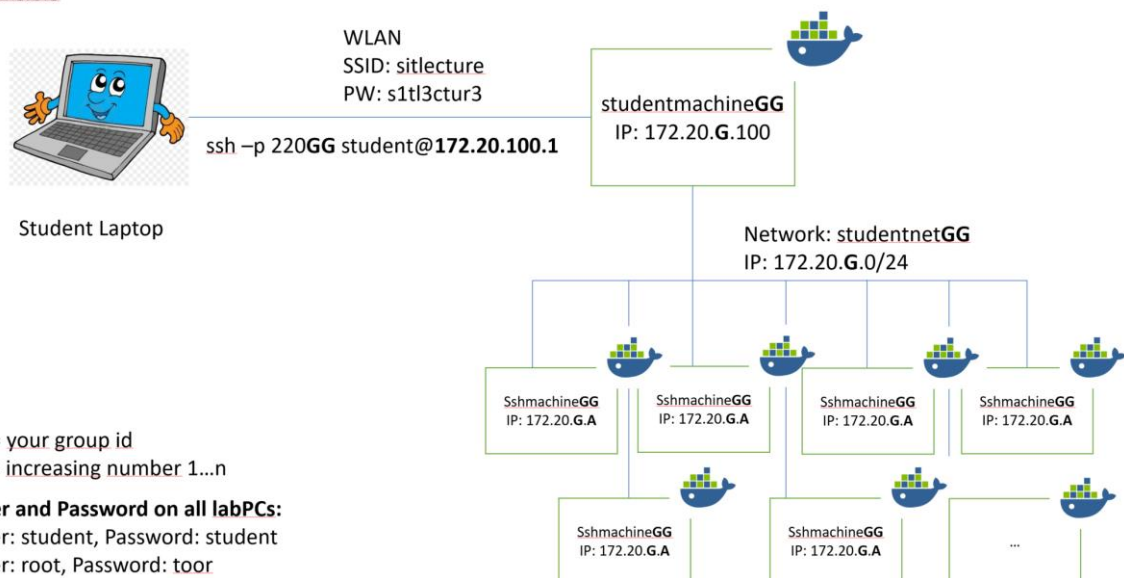 WLAN
SSID: sitlecture
PW: s1tl3ctur3
ssh –p 220GG student@172.20.100.1
studentmachineGG
IP: 172.20.G.100
Student Laptop
Network: studentnetGG
IP: 172.20.G.0/24
SshmachineGG
IP: 172.20.G.A
SshmachineGG
IP: 172.20.G.A
SshmachineGG
IP: 172.20.G.A
SshmachineGG
IP: 172.20.G.A
SshmachineGG
IP: 172.20.G.A
SshmachineGG
IP: 172.20.G.A
...
your group id
increasing number 1...n
and Password on all labPCs:
student, Password: student
root, Password: toor